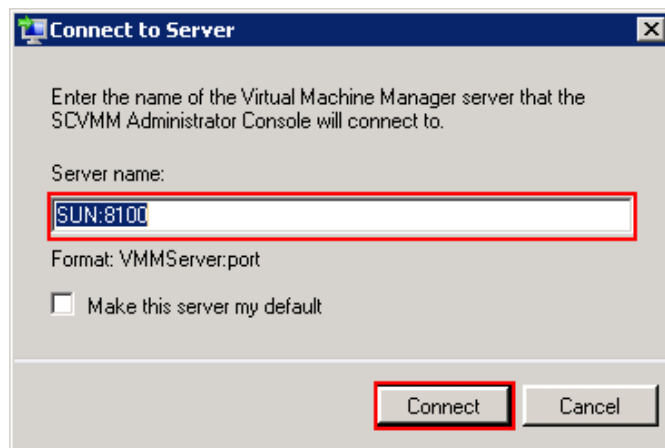 Connect to Server
Enter the name of the Virtual Machine Manager server that the
SCVMM Administrator Console will connect to.
Server name:
SUN:8100
Format: VMMServer:port
Make this server my default
Connect
Cancel